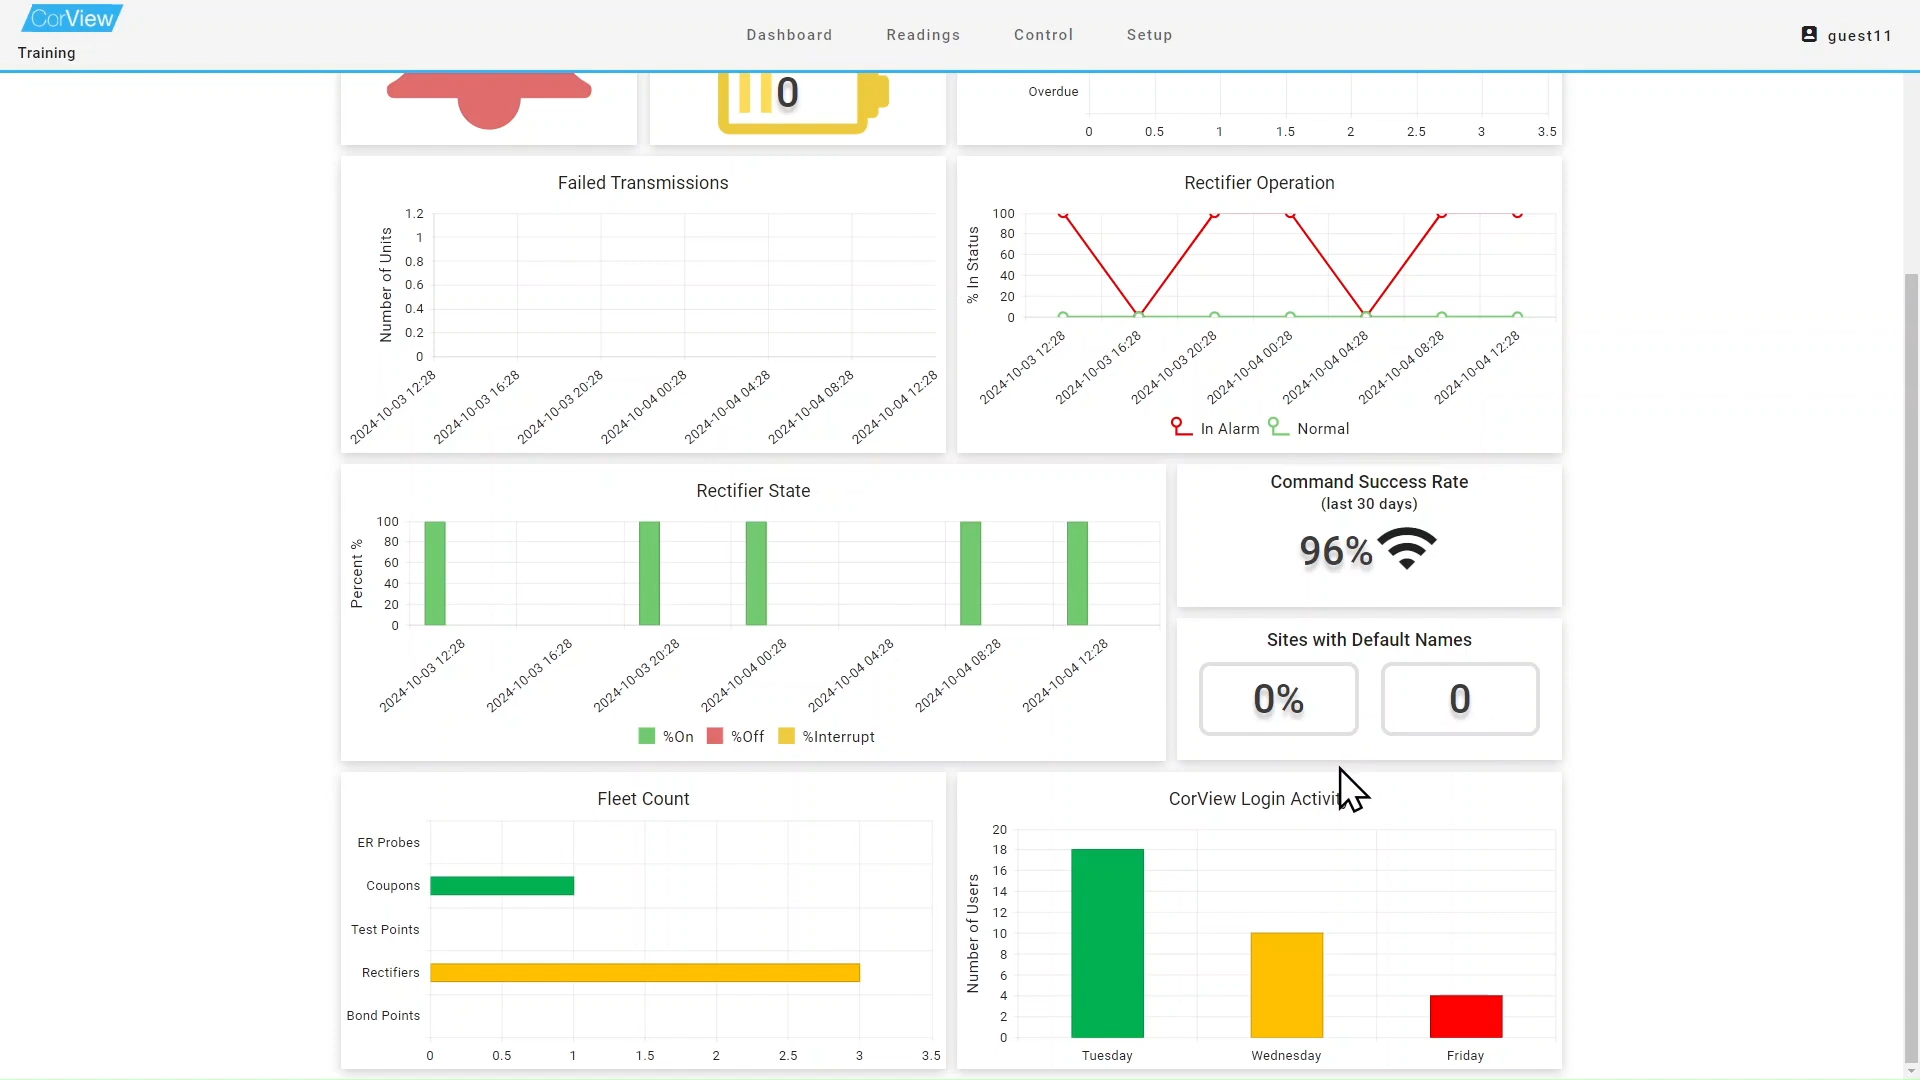 CorView
Training
Dashboard Readings Control Setup
guest11
0
Overdue
0 0.5 1 1.5 2 2.5 3 3.5
Failed Transmissions
Number of Units
1.2
1
0.8
0.6
0.4
0.2
0
2024-10-03 12:28
2024-10-03 16:28
2024-10-03 20:28
2024-10-04 00:28
2024-10-04 04:28
2024-10-04 08:28
2024-10-04 12:28
Rectifier Operation
% In Status
100
80
60
40
20
0
2024-10-03 12:28
2024-10-03 16:28
2024-10-03 20:28
2024-10-04 00:28
2024-10-04 04:28
2024-10-04 08:28
2024-10-04 12:28
In Alarm Normal
Rectifier State
Percent %
100
80
60
40
20
0
2024-10-03 12:28
2024-10-03 16:28
2024-10-03 20:28
2024-10-04 00:28
2024-10-04 04:28
2024-10-04 08:28
2024-10-04 12:28
%On %Off %Interrupt
Command Success Rate
(last 30 days)
96%
Sites with Default Names
0% 0
Fleet Count
ER Probes
Coupons
Test Points
Rectifiers
Bond Points
0 0.5 1 1.5 2 2.5 3 3.5
CorView Login Activit
Number of Users
20
18
16
14
12
10
8
6
4
2
0
Tuesday Wednesday Friday